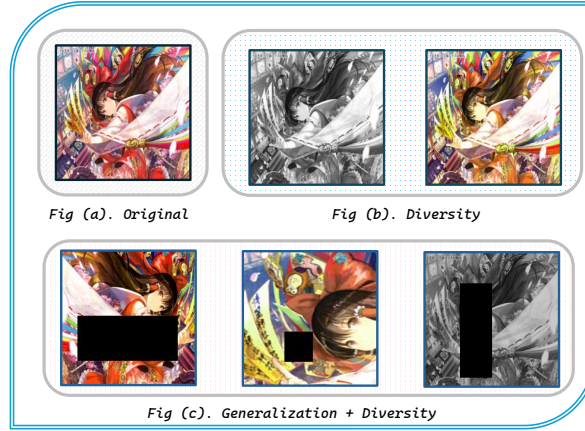 Fig (a). Original
Fig (b). Diversity
Fig (c). Generalization + Diversity